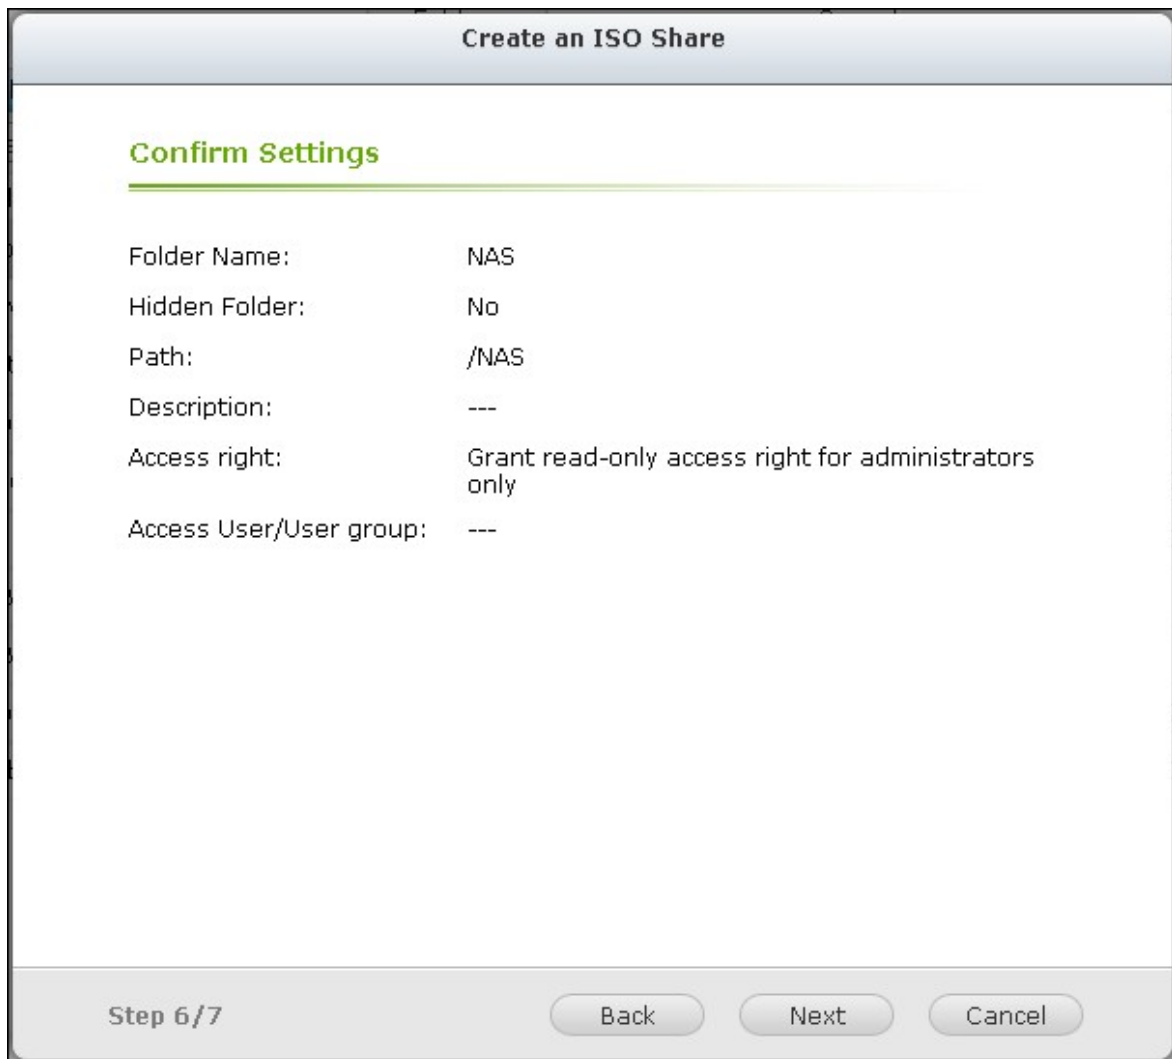 Create an ISO Share
Confirm Settings
Folder Name: NAS
Hidden Folder: No
Path: /NAS
Description: ---
Access right: Grant read-only access right for administrators
only
Access User/User group: ---
Step 6/7 Back Next Cancel